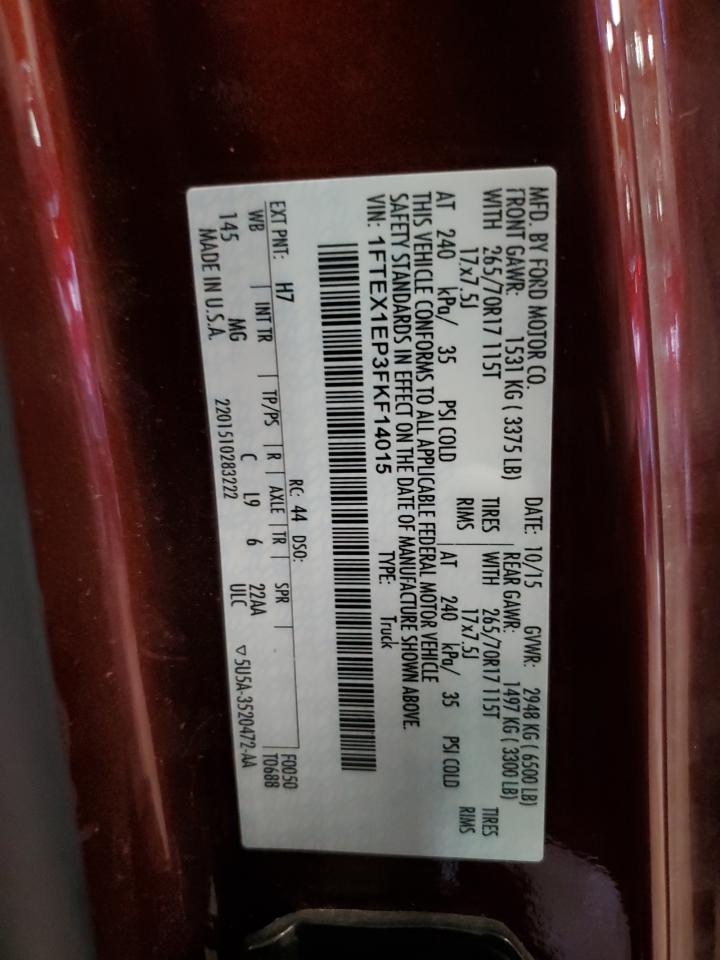 MFD. BY FORD MOTOR CO. DATE: 10/15 GVWR: 2948 KG ( 6500 LB)
FRONT GAWR: 1531 KG ( 3375 LB) REAR GAWR: 1497 KG ( 3300 LB)
WITH 265/70R17 115T TIRES WITH 265/70R17 115T TIRES
17x7.5J RIMS 17x7.5J RIMS
AT 240 kPa/ 35 PSI COLD AT 240 kPa/ 35 PSI COLD
THIS VEHICLE CONFORMS TO ALL APPLICABLE FEDERAL MOTOR VEHICLE
SAFETY STANDARDS IN EFFECT ON THE DATE OF MANUFACTURE SHOWN ABOVE.
VIN: 1FTEX1EP3FKF14015 TYPE: Truck
F0050
T0688
EXT PNT: H7 RC: 44 DSO:
WB INT TR TP/PS R AXLE TR SPR
145 MG C L9 6 22AA
ULC
MADE IN U.S.A. 2201510283222 ▽5U5A-3520472-AA